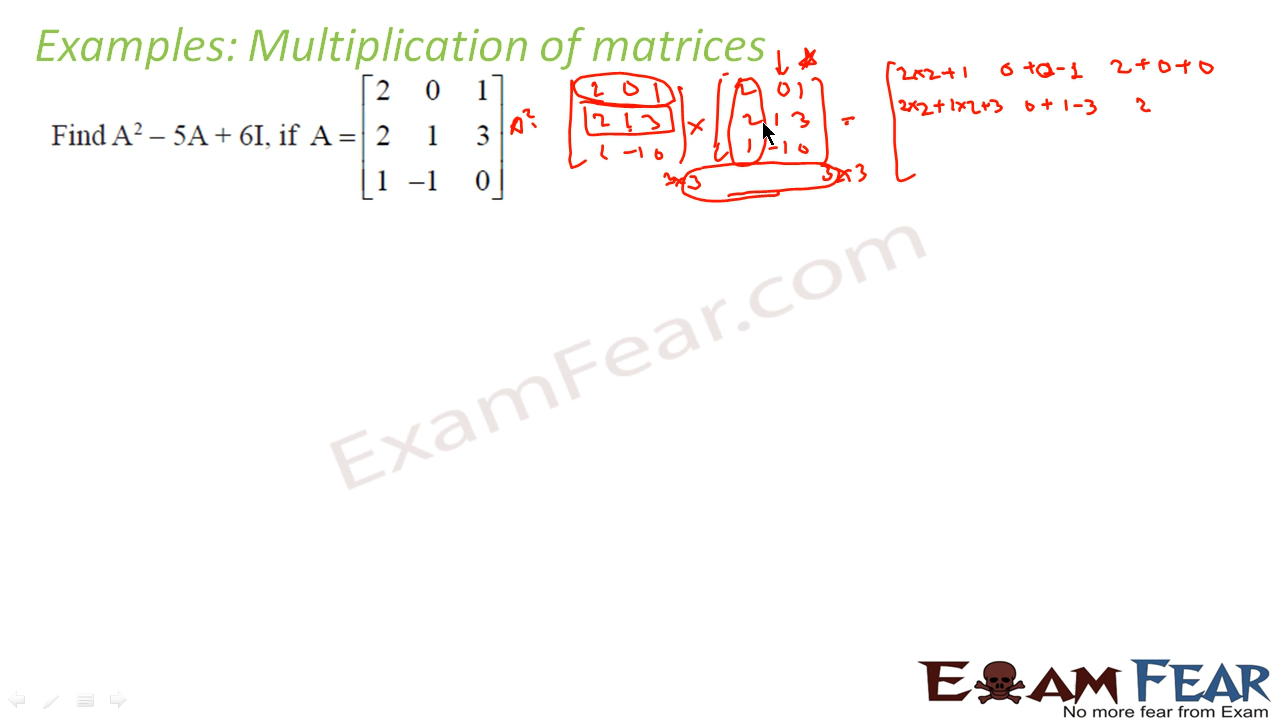 Examples: Multiplication of matrices
Find A² – 5A + 6I, if A =
2 0 1
2 1 3
1 −1 0
A²:
2 0 1
2 1 3
1 -1 0
3×3
×
2 0 1
2 1 3
1 -1 0
3×3
=
2×2+1 0+0-1 2+0+0
2×2+1×2+3 0+1-3 2
ExamFear.com
EXAM FEAR
No more fear from Exam